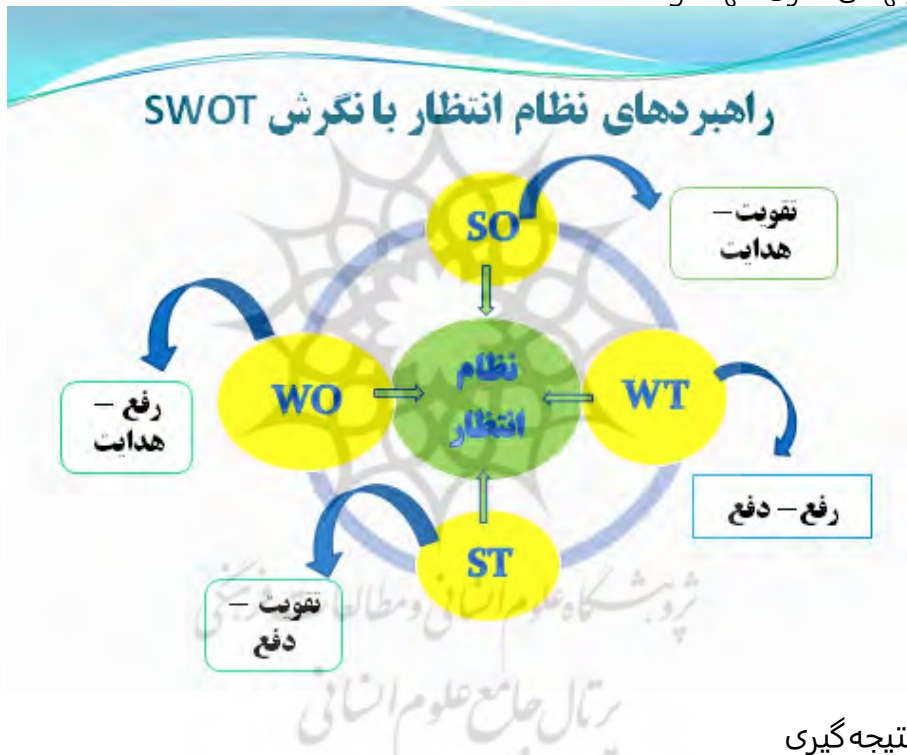 راهبردهای نظام انتظار با نگرش SWOT
SO
تقویت –
هدایت
WO
نظام
انتظار
WT
رفع –
هدایت
رفع – دفع
ST
تقویت –
دفع
پژوهشگاه علوم انسانی و مطالعات فرهنگی
پرتال جامع علوم انسانی
تیجه‌گیری